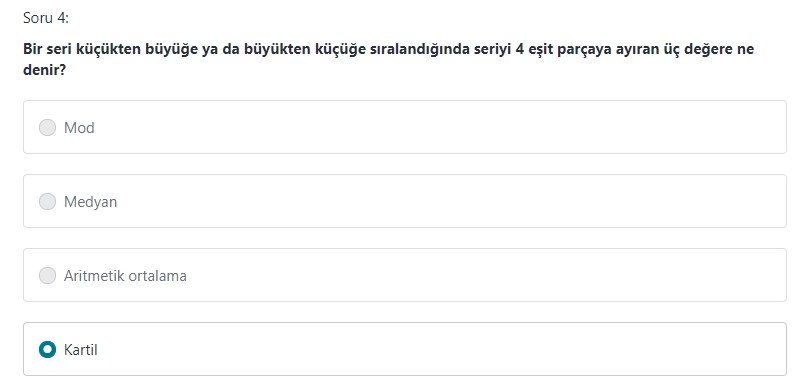 Soru 4:
Bir seri küçükten büyüğe ya da büyükten küçüğe sıralandığında seriyi 4 eşit parçaya ayıran üç değere ne
denir?
Mod
Medyan
Aritmetik ortalama
Kartil